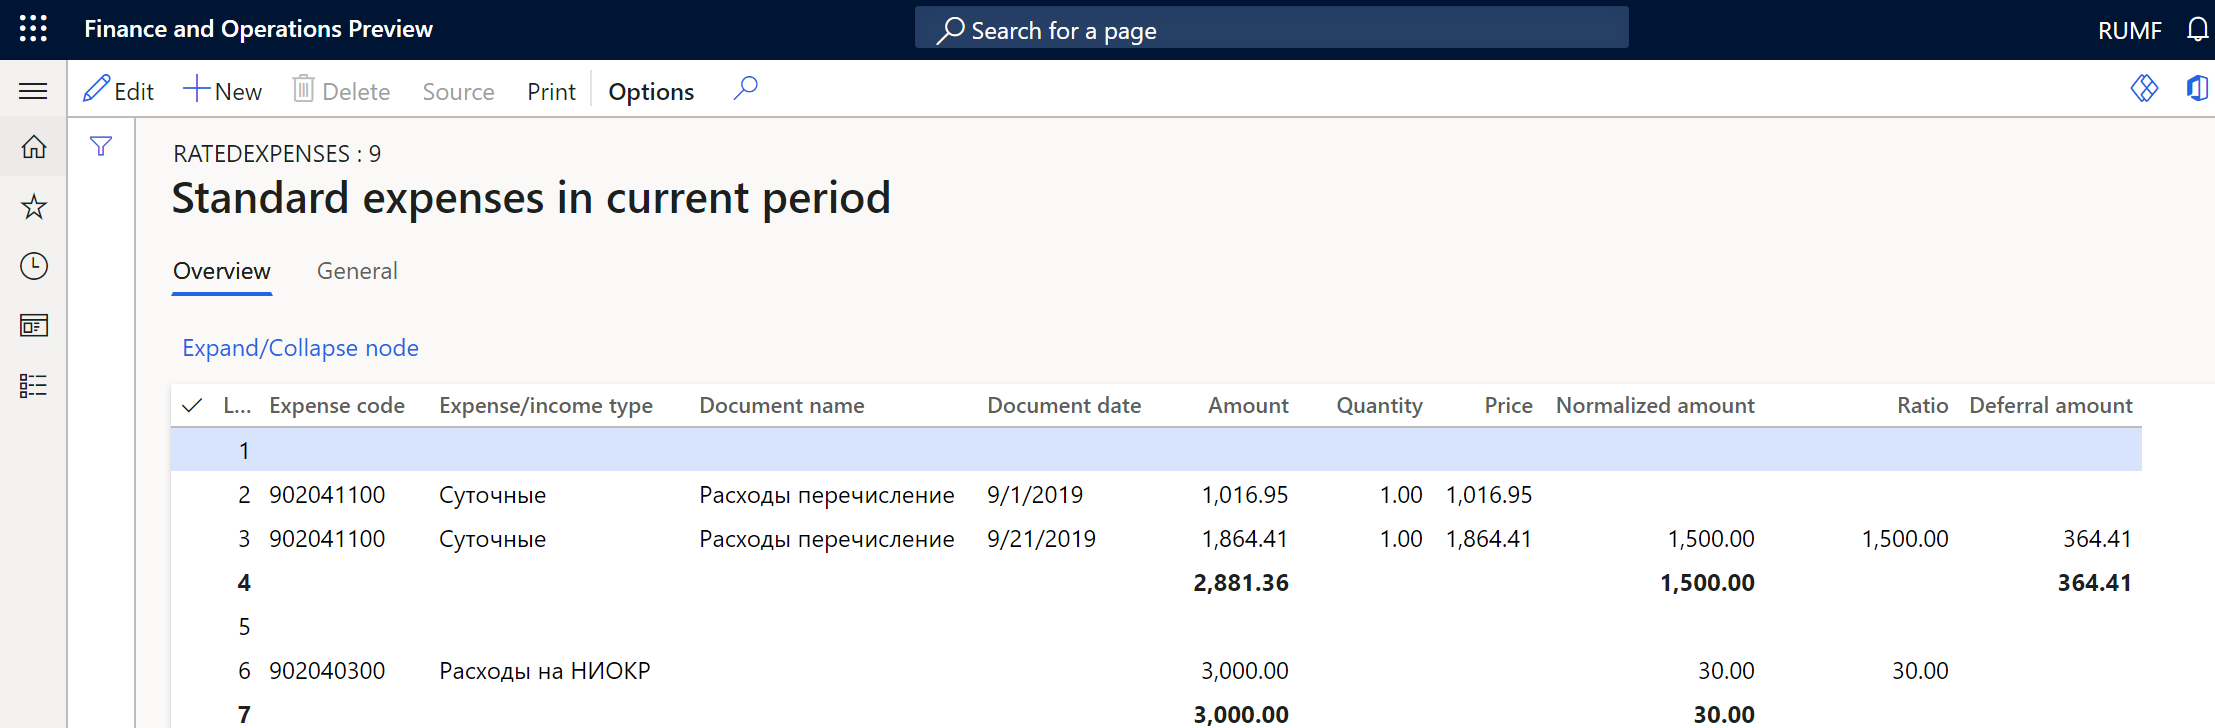 Finance and Operations Preview Search for a page RUMF
Edit New Delete Source Print Options
RATEDEXPENSES : 9
Standard expenses in current period
Overview General
Expand/Collapse node
L... Expense code Expense/income type Document name Document date Amount Quantity Price Normalized amount Ratio Deferral amount
1
2 902041100 Суточные Расходы перечисление 9/1/2019 1,016.95 1.00 1,016.95
3 902041100 Суточные Расходы перечисление 9/21/2019 1,864.41 1.00 1,864.41 1,500.00 1,500.00 364.41
4 2,881.36 1,500.00 364.41
5
6 902040300 Расходы на НИОКР 3,000.00 30.00 30.00
7 3,000.00 30.00